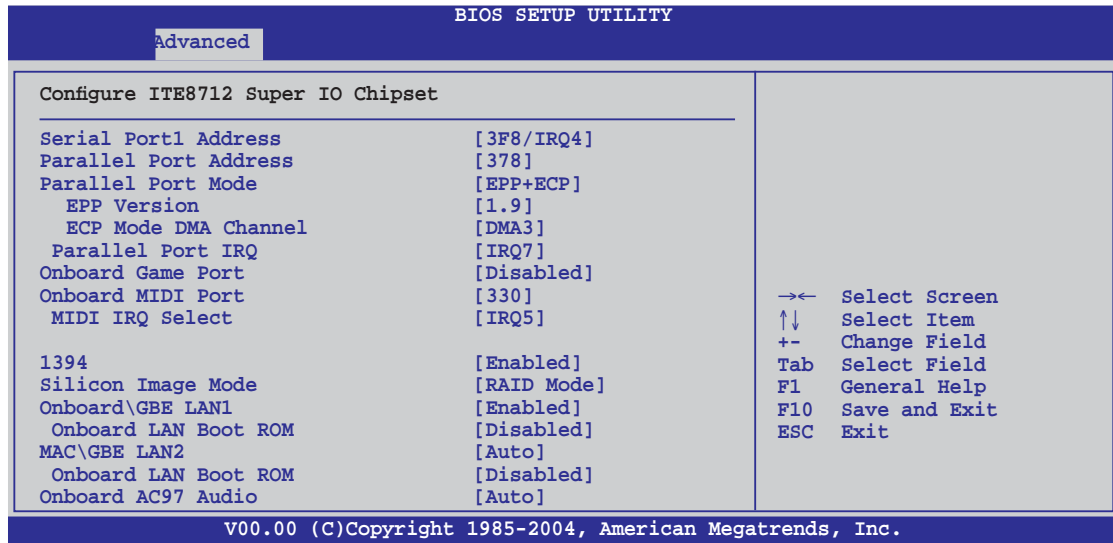 BIOS SETUP UTILITY
Advanced
Configure ITE8712 Super IO Chipset
Serial Port1 Address [3F8/IRQ4]
Parallel Port Address [378]
Parallel Port Mode [EPP+ECP]
EPP Version [1.9]
ECP Mode DMA Channel [DMA3]
Parallel Port IRQ [IRQ7]
Onboard Game Port [Disabled]
Onboard MIDI Port [330]
MIDI IRQ Select [IRQ5]
1394 [Enabled]
Silicon Image Mode [RAID Mode]
Onboard\GBE LAN1 [Enabled]
Onboard LAN Boot ROM [Disabled]
MAC\GBE LAN2 [Auto]
Onboard LAN Boot ROM [Disabled]
Onboard AC97 Audio [Auto]
→← Select Screen
↑↓ Select Item
+- Change Field
Tab Select Field
F1 General Help
F10 Save and Exit
ESC Exit
V00.00 (C)Copyright 1985-2004, American Megatrends, Inc.